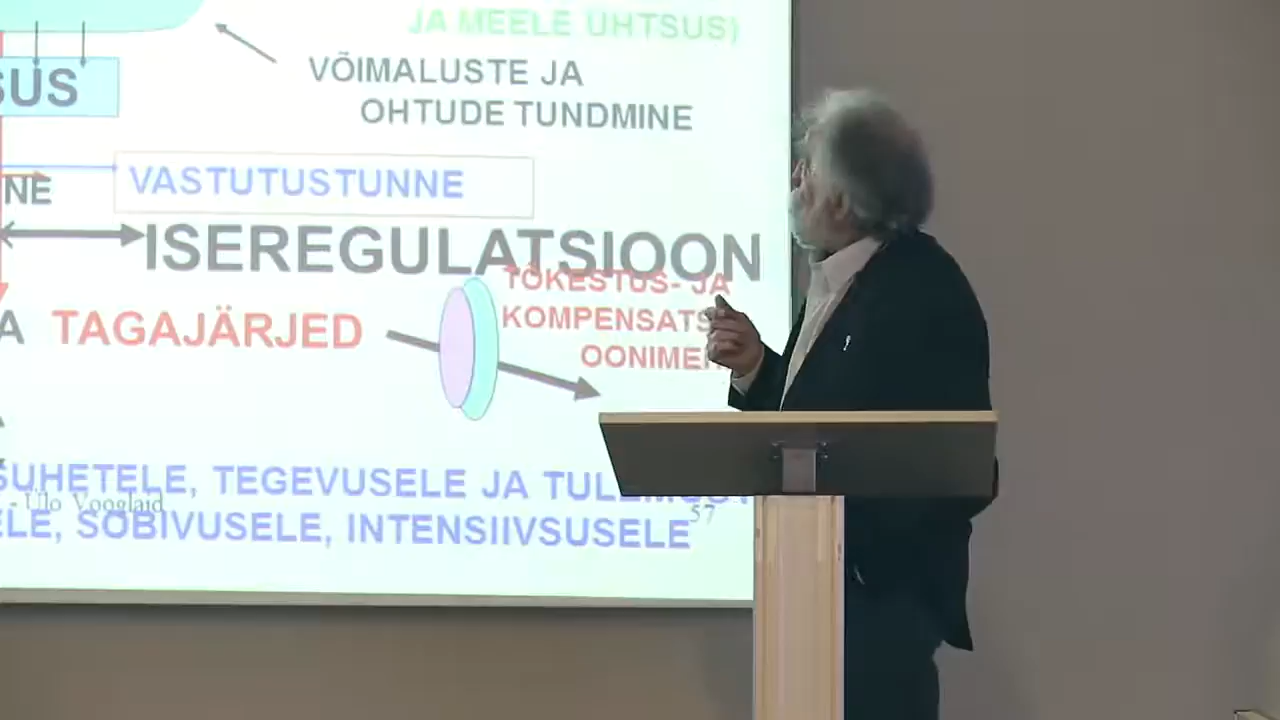 JA MEELE ÜHTSUS)
SUS
VÕIMALUSTE JA
OHTUDE TUNDMINE
NE
VASTUTUSTUNNE
ISEREGULATSIOON
TÕKESTUS- JA
KOMPENSATS
OONIME
A TAGAJÄRJED
SUHETELE, TEGEVUSELE JA TULEMUST
- Ülo Vooglaid
57
ELE, SOBIVUSELE, INTENSIIVSUSELE